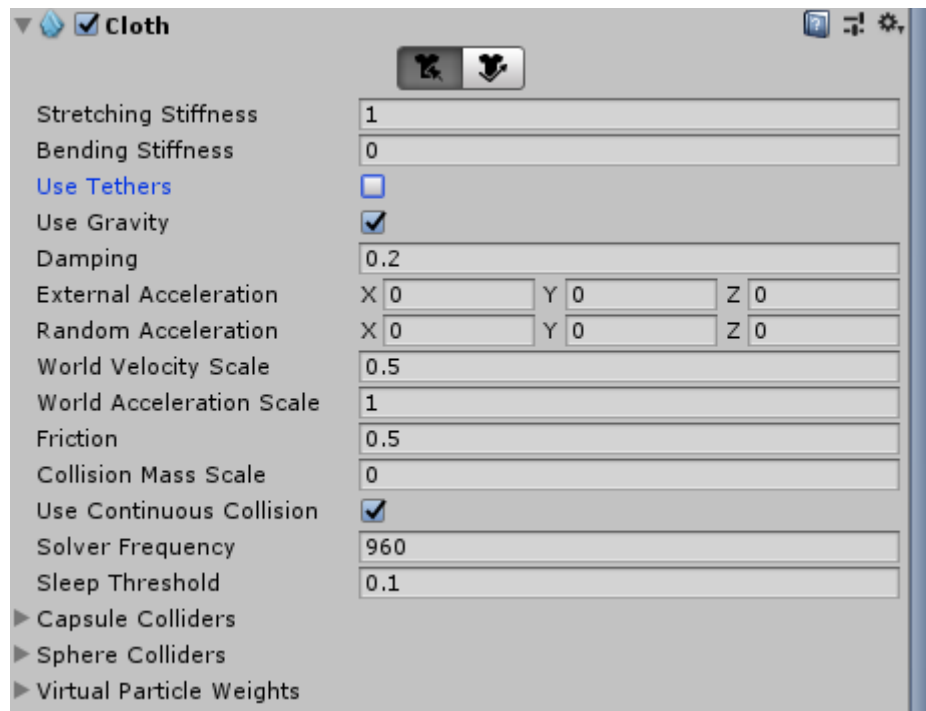 Cloth
Stretching Stiffness 1
Bending Stiffness 0
Use Tethers
Use Gravity
Damping 0.2
External Acceleration X 0 Y 0 Z 0
Random Acceleration X 0 Y 0 Z 0
World Velocity Scale 0.5
World Acceleration Scale 1
Friction 0.5
Collision Mass Scale 0
Use Continuous Collision
Solver Frequency 960
Sleep Threshold 0.1
Capsule Colliders
Sphere Colliders
Virtual Particle Weights